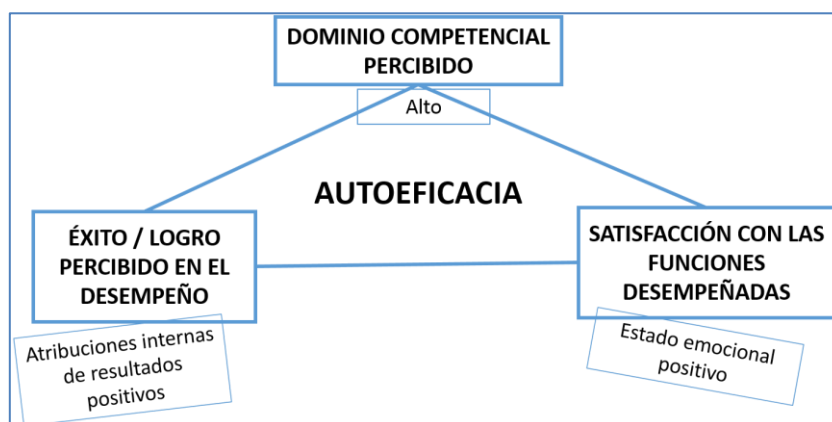 DOMINIO COMPETENCIAL
PERCIBIDO
Alto
AUTOEFICACIA
ÉXITO / LOGRO
PERCIBIDO EN EL
DESEMPEÑO
SATISFACCIÓN CON LAS
FUNCIONES
DESEMPEÑADAS
Atribuciones internas
de resultados
positivos
Estado emocional
positivo